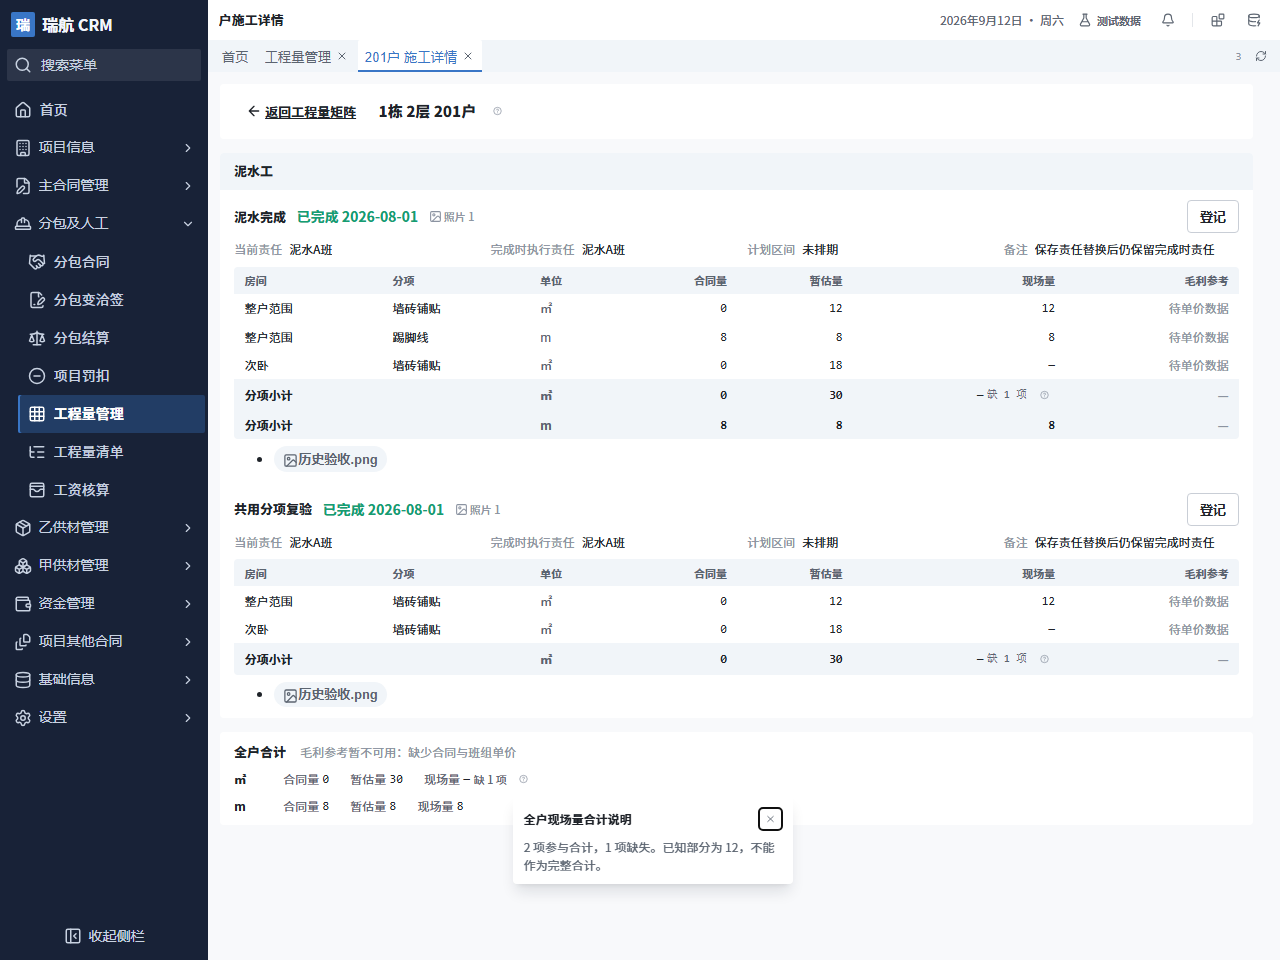 瑞 瑞航 CRM
搜索菜单
首页
项目信息
主合同管理
分包及人工
分包合同
分包变洽签
分包结算
项目罚扣
工程量管理
工程量清单
工资核算
乙供材管理
甲供材管理
资金管理
项目其他合同
基础信息
设置
收起侧栏
户施工详情
2026年9月12日 · 周六 测试数据
首页 工程量管理 201户 施工详情 3
返回工程量矩阵 1栋 2层 201户
泥水工
泥水完成 已完成 2026-08-01 照片 1 登记
当前责任 泥水A班 完成时执行责任 泥水A班 计划区间 未排期 备注 保存责任替换后仍保留完成时责任
房间 分项 单位 合同量 暂估量 现场量 毛利参考
整户范围 墙砖铺贴 ㎡ 0 12 12 待单价数据
整户范围 踢脚线 m 8 8 8 待单价数据
次卧 墙砖铺贴 ㎡ 0 18 — 待单价数据
分项小计 ㎡ 0 30 — 缺 1 项 —
分项小计 m 8 8 8 —
历史验收.png
共用分项复验 已完成 2026-08-01 照片 1 登记
当前责任 泥水A班 完成时执行责任 泥水A班 计划区间 未排期 备注 保存责任替换后仍保留完成时责任
房间 分项 单位 合同量 暂估量 现场量 毛利参考
整户范围 墙砖铺贴 ㎡ 0 12 12 待单价数据
次卧 墙砖铺贴 ㎡ 0 18 — 待单价数据
分项小计 ㎡ 0 30 — 缺 1 项 —
历史验收.png
全户合计 毛利参考暂不可用：缺少合同与班组单价
㎡ 合同量 0 暂估量 30 现场量 — 缺 1 项
m 合同量 8 暂估量 8 现场量 8
全户现场量合计说明
2 项参与合计，1 项缺失。已知部分为 12，不能
作为完整合计。